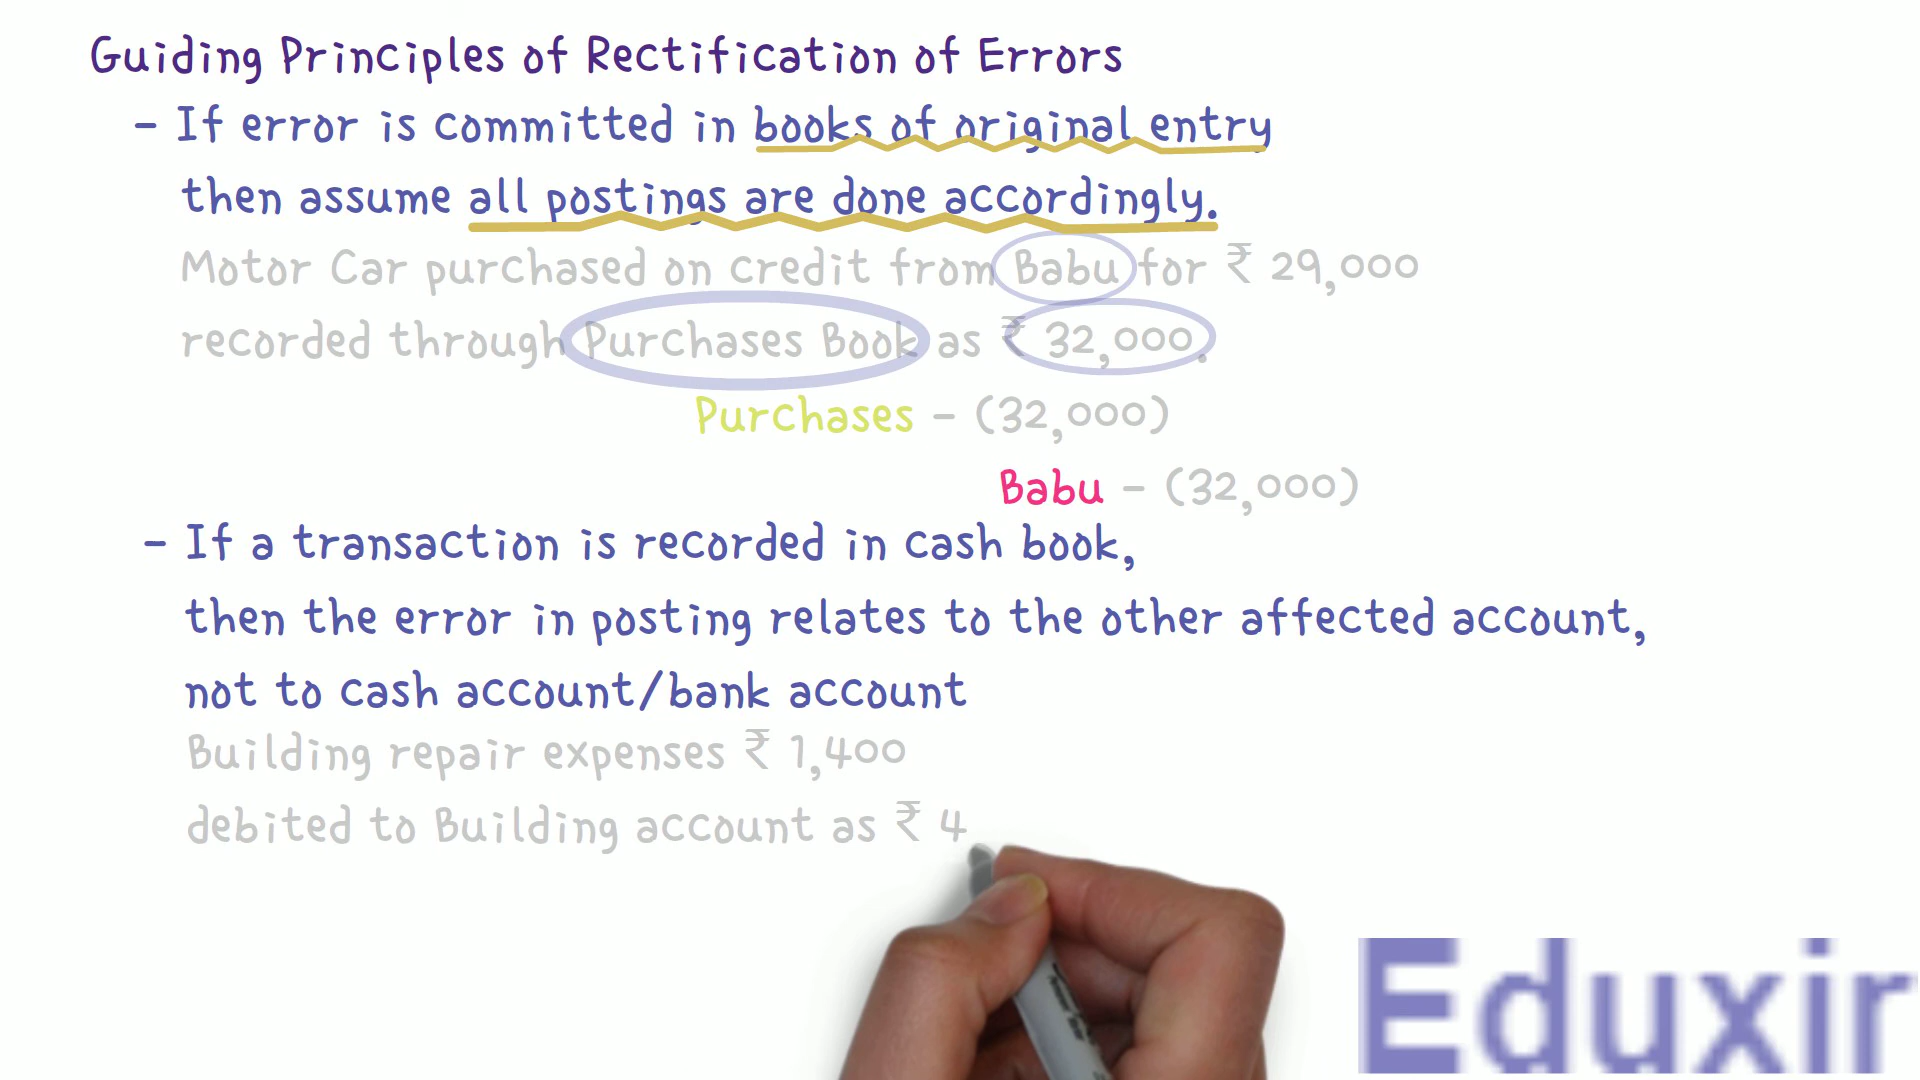 Guiding Principles of Rectification of Errors
- If error is committed in books of original entry
then assume all postings are done accordingly.
Motor Car purchased on credit from Babu for ₹ 29,000
recorded through Purchases Book as ₹ 32,000.
Purchases - (32,000)
Babu - (32,000)
- If a transaction is recorded in cash book,
then the error in posting relates to the other affected account,
not to cash account/bank account
Building repair expenses ₹ 1,400
debited to Building account as ₹ 4
Eduxir